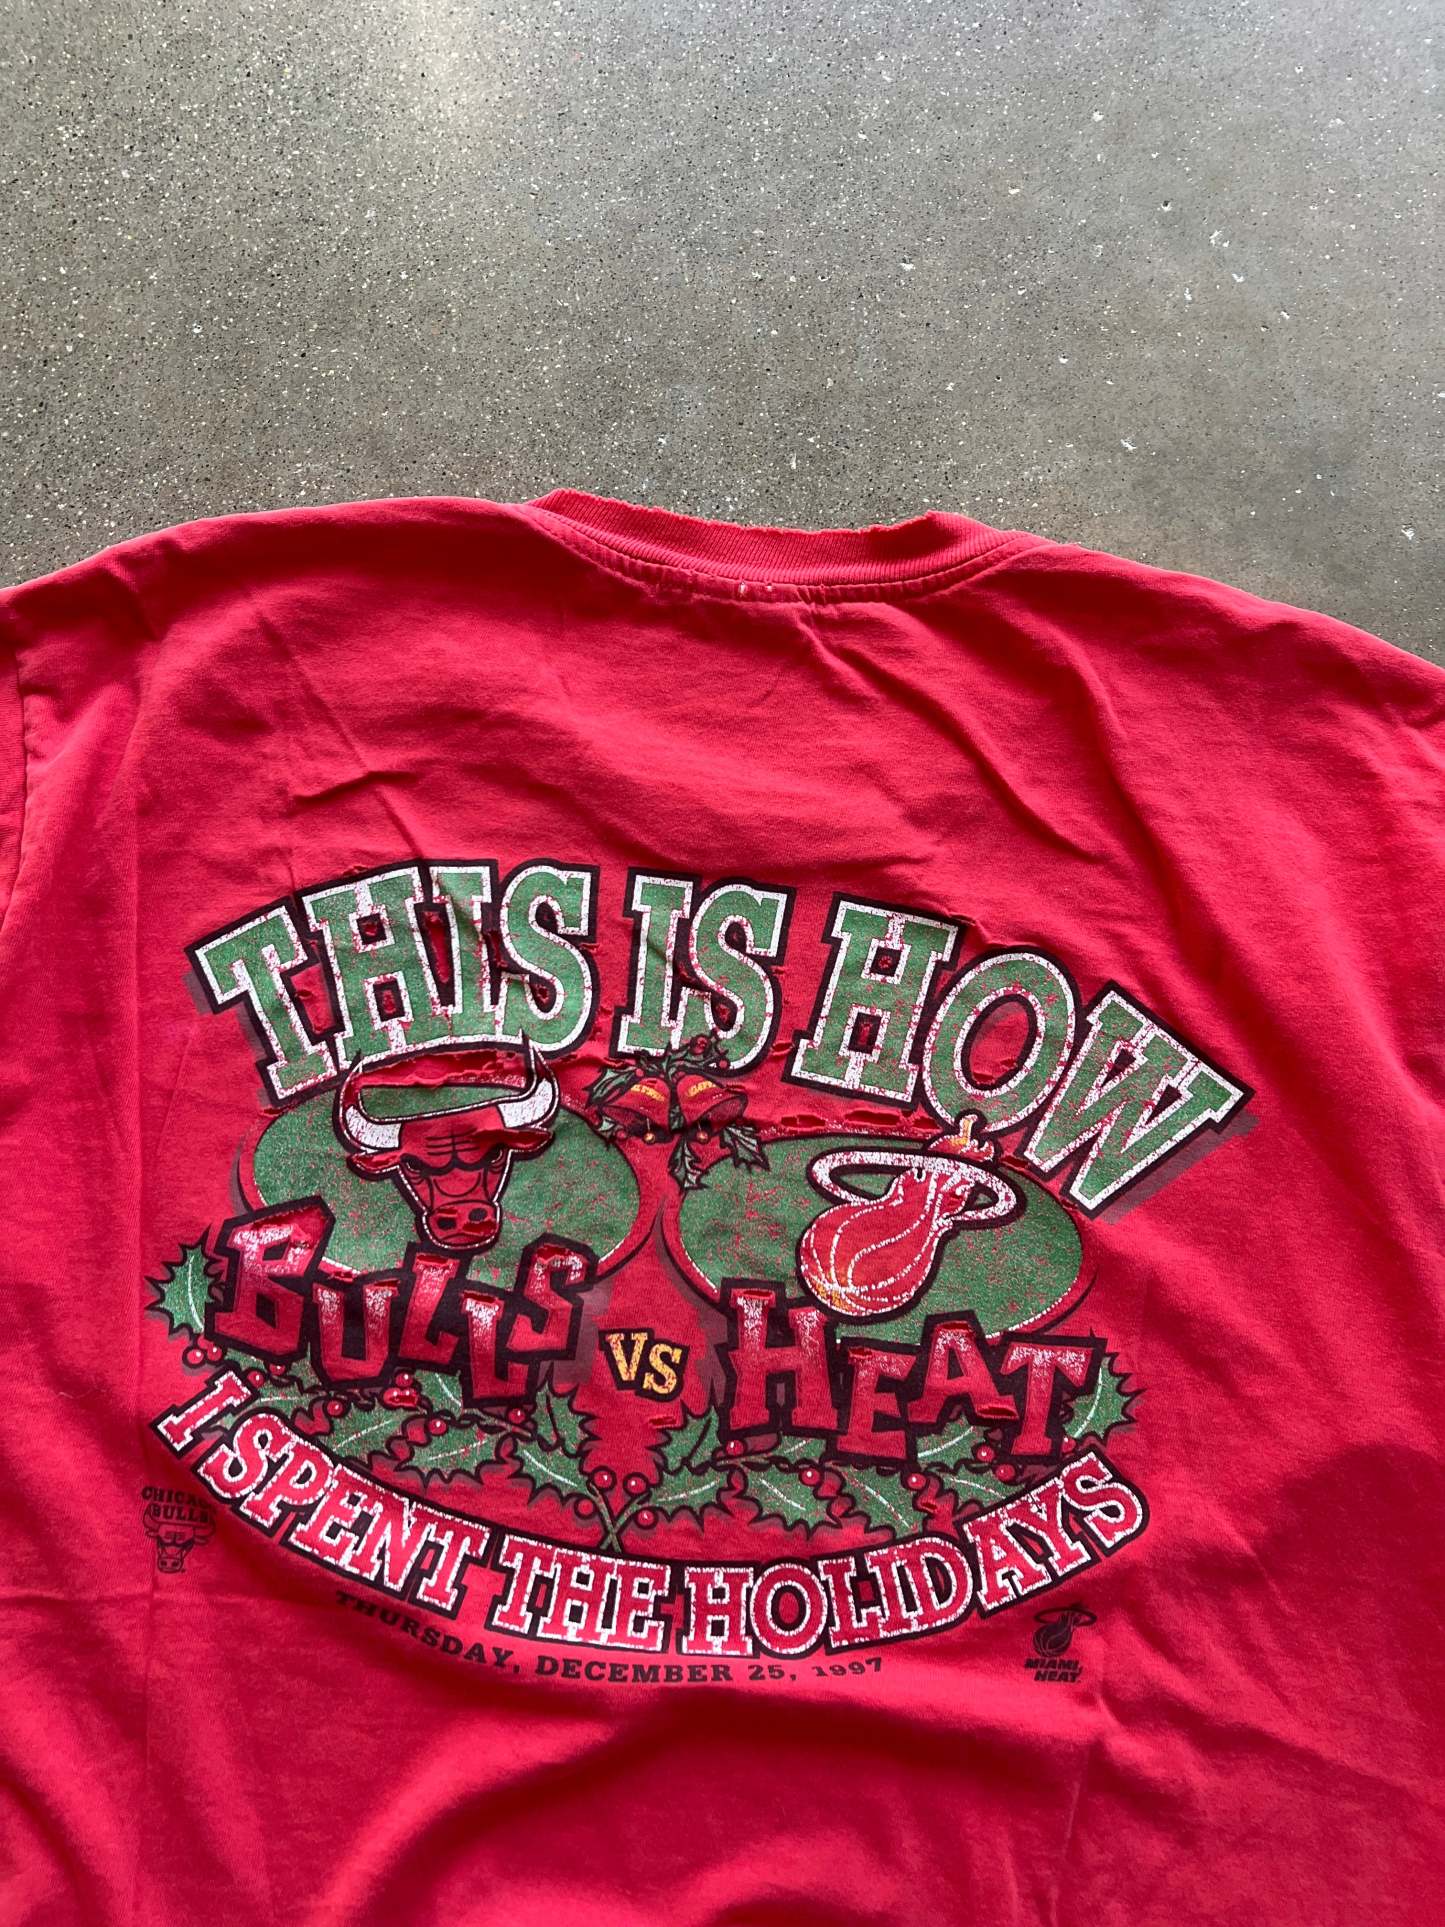 THIS IS HOW
BULLS
VS
HEAT
I SPENT THE HOLIDAYS
THURSDAY, DECEMBER 25, 1997
CHICAGO
BULLS
MIAMI
HEAT